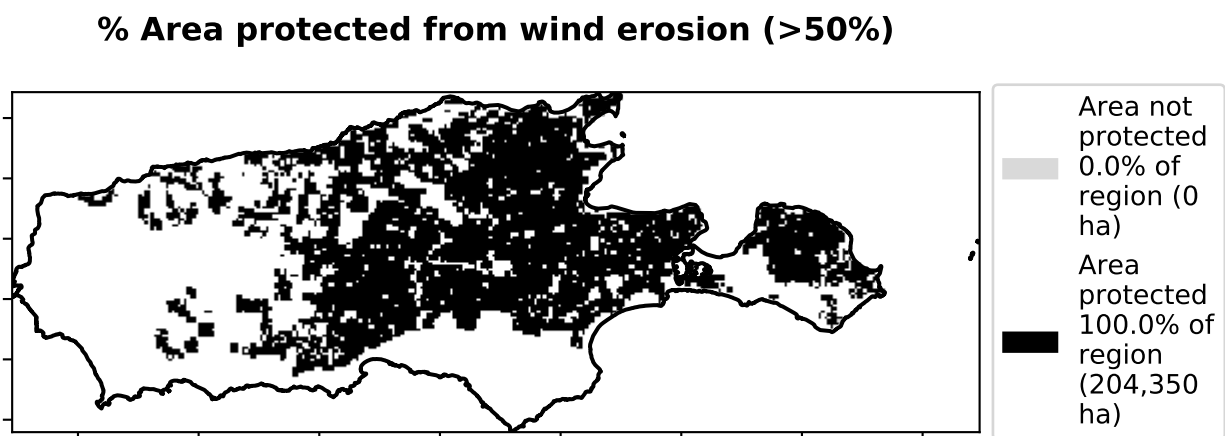 % Area protected from wind erosion (>50%)
Area not
protected
0.0% of
region (0
ha)
Area
protected
100.0% of
region
(204,350
ha)